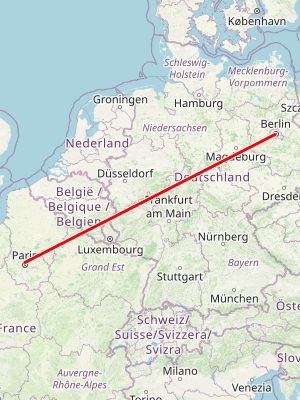 København
Schleswig-
Holstein
Mecklenburg-
Vorpommern
Groningen
Hamburg
Szc
Berlin
Niedersachsen
Nederland
Magdeburg
Düsseldorf
Deutschland
Dresde
België /
Belgique /
Belgien
Frankfurt
am Main
Luxembourg
Paris
Grand Est
Nürnberg
Bayern
Stuttgart
München
France
Schweiz/
Suisse/Svizzera/
Svizra
Öste
Auvergne-
Rhône-Alpes
Slov
Milano
Torino
Venezia